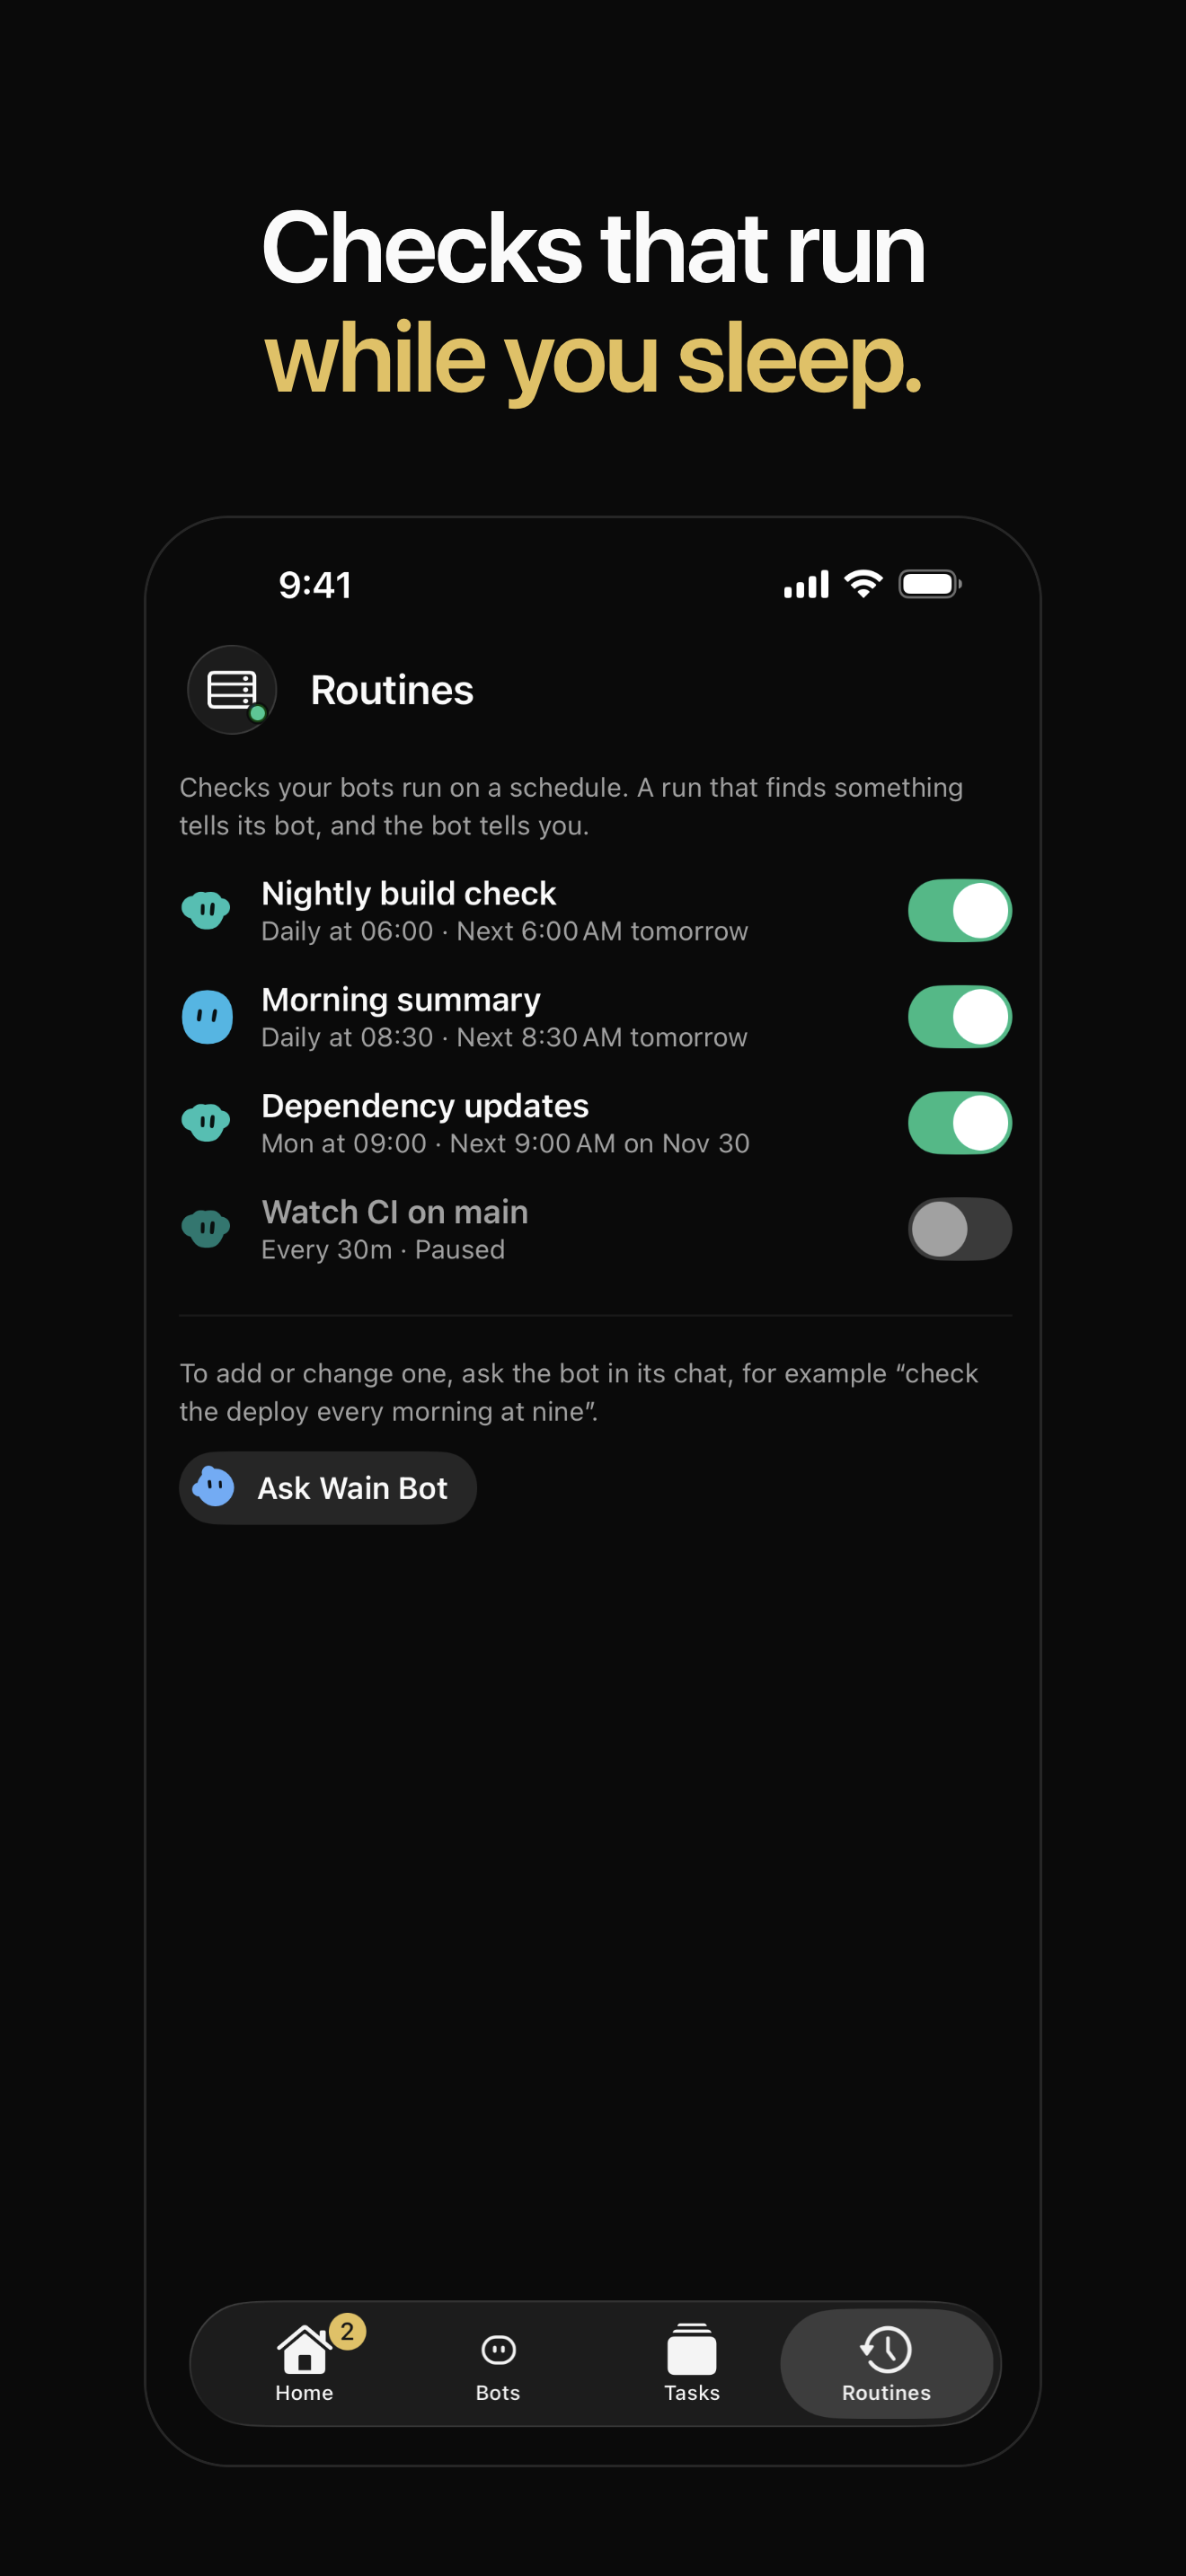 Checks that run
while you sleep.
9:41
Routines
Checks your bots run on a schedule. A run that finds something
tells its bot, and the bot tells you.
Nightly build check
Daily at 06:00 · Next 6:00 AM tomorrow
Morning summary
Daily at 08:30 · Next 8:30 AM tomorrow
Dependency updates
Mon at 09:00 · Next 9:00 AM on Nov 30
Watch CI on main
Every 30m · Paused
To add or change one, ask the bot in its chat, for example “check
the deploy every morning at nine”.
Ask Wain Bot
2
Home
Bots
Tasks
Routines